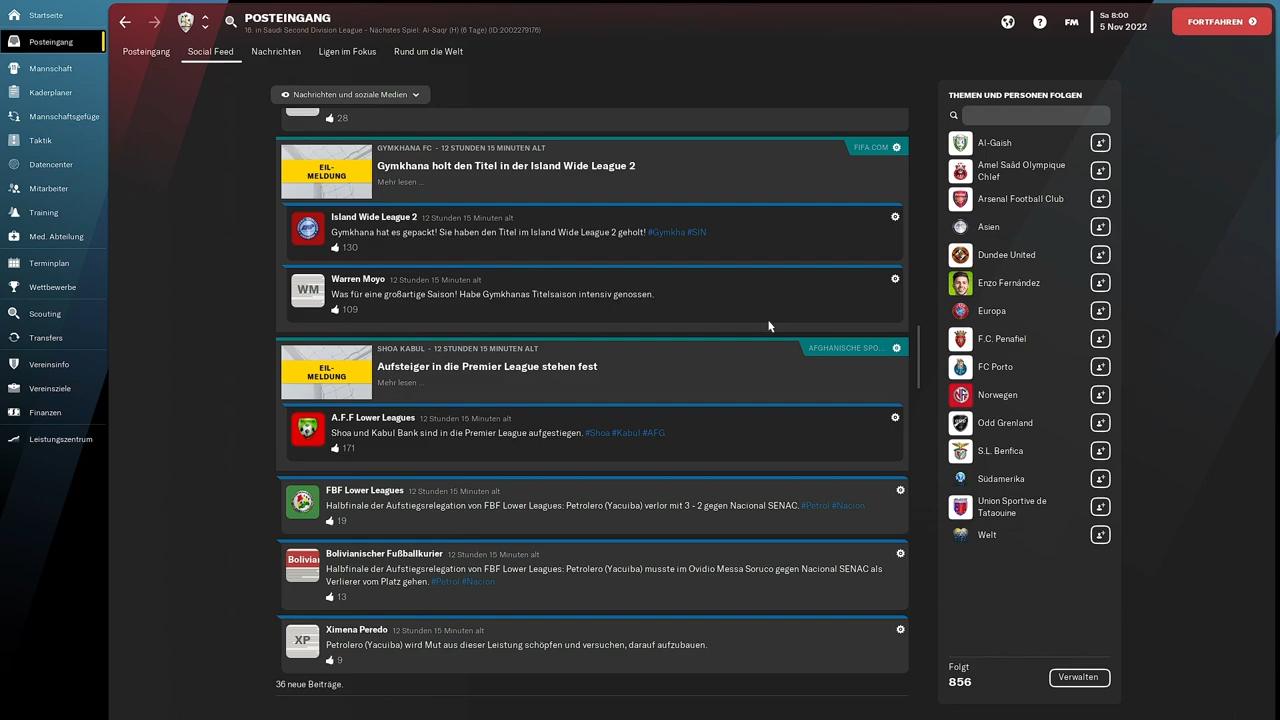 Startseite
Posteingang
Mannschaft
Kaderplaner
Mannschaftsgefüge
Taktik
Datencenter
Mitarbeiter
Training
Med. Abteilung
Terminplan
Wettbewerbe
Scouting
Transfers
Vereinsinfo
Vereinsziele
Finanzen
Leistungszentrum
POSTEINGANG
16. in Saudi Second Division League - Nächstes Spiel: Al-Saqr (H) (6 Tage) (ID:2002279176)
FM
Sa 8:00
5 Nov 2022
FORTFAHREN
Posteingang
Social Feed
Nachrichten
Ligen im Fokus
Rund um die Welt
Nachrichten und soziale Medien
28
GYMKHANA FC - 12 STUNDEN 15 MINUTEN ALT
FIFA.COM
EIL-
MELDUNG
Gymkhana holt den Titel in der Island Wide League 2
Mehr lesen ...
Island Wide League 2 12 Stunden 15 Minuten alt
Gymkhana hat es gepackt! Sie haben den Titel im Island Wide League 2 geholt! #Gymkha #SIN
130
WM
Warren Moyo 12 Stunden 15 Minuten alt
Was für eine großartige Saison! Habe Gymkhanas Titelsaison intensiv genossen.
109
SHOA KABUL - 12 STUNDEN 15 MINUTEN ALT
AFGHANISCHE SPO...
EIL-
MELDUNG
Aufsteiger in die Premier League stehen fest
Mehr lesen ...
A.F.F Lower Leagues 12 Stunden 15 Minuten alt
Shoa und Kabul Bank sind in die Premier League aufgestiegen. #Shoa #Kabul #AFG
171
FBF Lower Leagues 12 Stunden 15 Minuten alt
Halbfinale der Aufstiegsrelegation von FBF Lower Leagues: Petrolero (Yacuiba) verlor mit 3 - 2 gegen Nacional SENAC. #Petrol #Nacion
19
Bolivian
Bolivianischer Fußballkurier 12 Stunden 15 Minuten alt
Halbfinale der Aufstiegsrelegation von FBF Lower Leagues: Petrolero (Yacuiba) musste im Ovidio Messa Soruco gegen Nacional SENAC als
Verlierer vom Platz gehen. #Petrol #Nacion
13
XP
Ximena Peredo 12 Stunden 15 Minuten alt
Petrolero (Yacuiba) wird Mut aus dieser Leistung schöpfen und versuchen, darauf aufzubauen.
9
36 neue Beiträge.
THEMEN UND PERSONEN FOLGEN
Al-Gaish
Amel Saâd Olympique
Chlef
Arsenal Football Club
Asien
Dundee United
Enzo Fernández
Europa
F.C. Penafiel
FC Porto
Norwegen
Odd Grenland
S.L. Benfica
Südamerika
Union Sportive de
Tataouine
Welt
Folgt
856
Verwalten